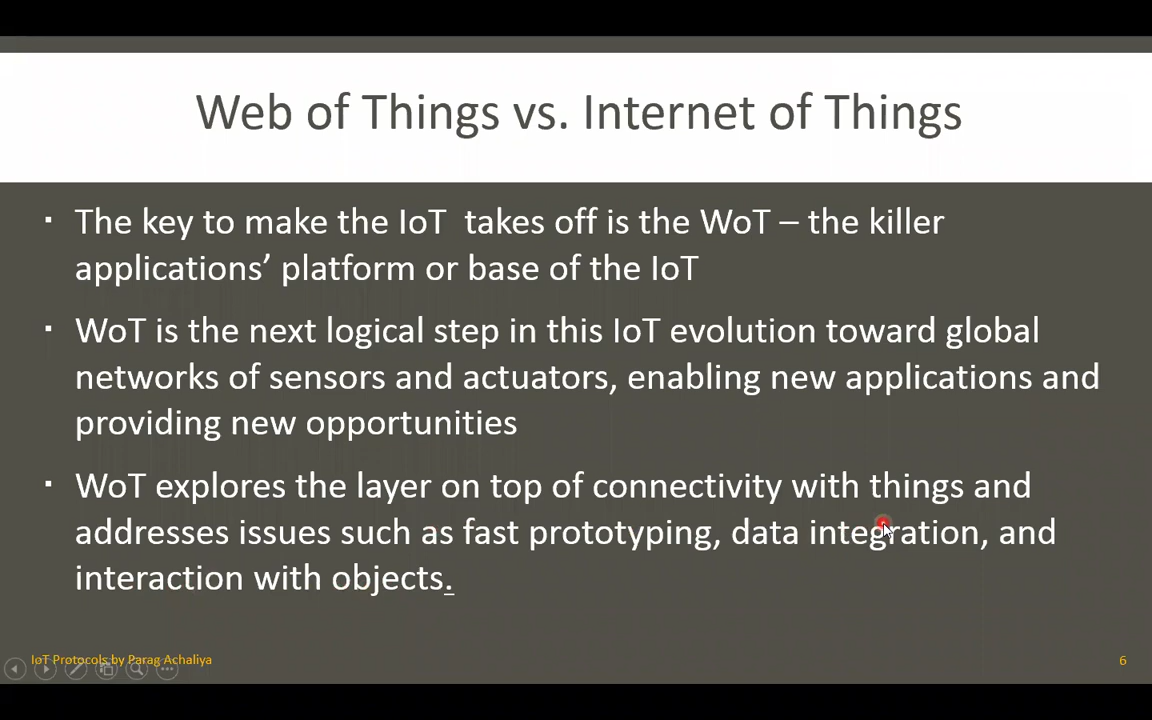 Web of Things vs. Internet of Things
▪ The key to make the IoT  takes off is the WoT – the killer
applications’ platform or base of the IoT
▪ WoT is the next logical step in this IoT evolution toward global
networks of sensors and actuators, enabling new applications and
providing new opportunities
▪ WoT explores the layer on top of connectivity with things and
addresses issues such as fast prototyping, data integration, and
interaction with objects.
IoT Protocols by Parag Achaliya
6